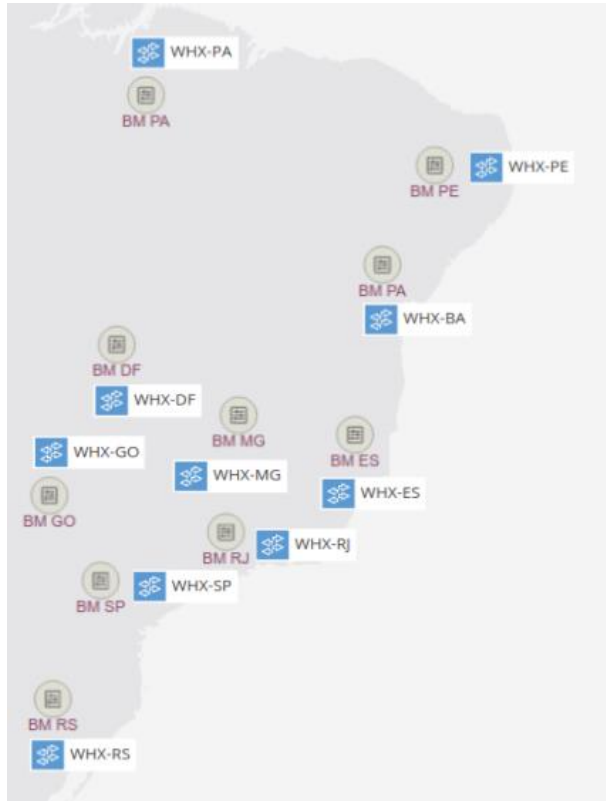 WHX-PA
BM PA
WHX-PE
BM PE
BM PA
WHX-BA
BM DF
WHX-DF
BM MG
BM ES
WHX-GO
WHX-MG
WHX-ES
BM GO
BM RJ
WHX-RJ
BM SP
WHX-SP
BM RS
WHX-RS